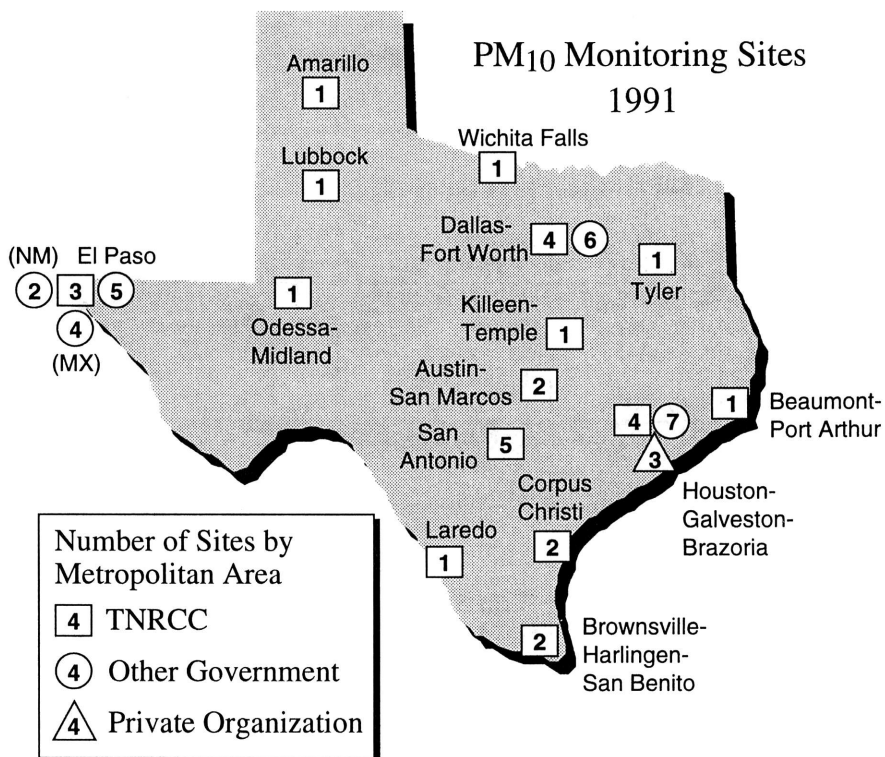 PM10 Monitoring Sites
1991
Amarillo
1
Lubbock
1
Wichita Falls
1
Dallas-
Fort Worth
4 6
1
Tyler
(NM) El Paso
2 3 5
4
(MX)
1
Odessa-
Midland
Killeen-
Temple
1
Austin-
San Marcos
2
San
Antonio
5
4 7
3
Houston-
Galveston-
Brazoria
1
Beaumont-
Port Arthur
Corpus
Christi
2
Laredo
1
2
Brownsville-
Harlingen-
San Benito
Number of Sites by
Metropolitan Area
4 TNRCC
4 Other Government
4 Private Organization